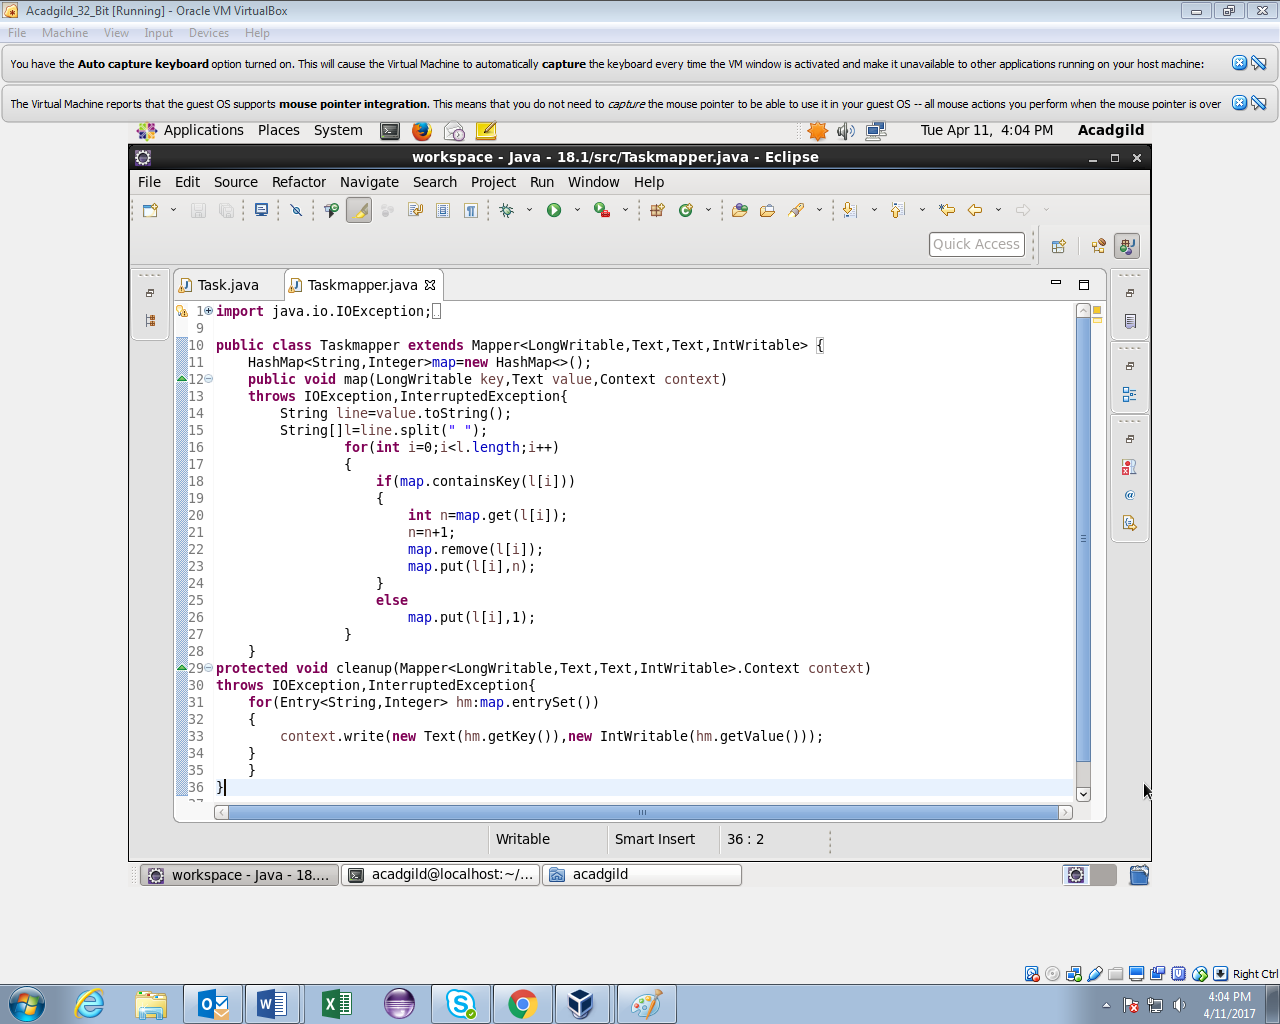 Acadgild_32_Bit [Running] - Oracle VM VirtualBox
File Machine View Input Devices Help
You have the Auto capture keyboard option turned on. This will cause the Virtual Machine to automatically capture the keyboard every time the VM window is activated and make it unavailable to other applications running on your host machine:
The Virtual Machine reports that the guest OS supports mouse pointer integration. This means that you do not need to capture the mouse pointer to be able to use it in your guest OS -- all mouse actions you perform when the mouse pointer is over
Applications Places System Tue Apr 11, 4:04 PM Acadgild
workspace - Java - 18.1/src/Taskmapper.java - Eclipse
File Edit Source Refactor Navigate Search Project Run Window Help
Quick Access
Task.java Taskmapper.java
1 import java.io.IOException;
9
10 public class Taskmapper extends Mapper<LongWritable,Text,Text,IntWritable> {
11 HashMap<String,Integer>map=new HashMap<>();
12 public void map(LongWritable key,Text value,Context context)
13 throws IOException,InterruptedException{
14 String line=value.toString();
15 String[]l=line.split(" ");
16 for(int i=0;i<l.length;i++)
17 {
18 if(map.containsKey(l[i]))
19 {
20 int n=map.get(l[i]);
21 n=n+1;
22 map.remove(l[i]);
23 map.put(l[i],n);
24 }
25 else
26 map.put(l[i],1);
27 }
28 }
29 protected void cleanup(Mapper<LongWritable,Text,Text,IntWritable>.Context context)
30 throws IOException,InterruptedException{
31 for(Entry<String,Integer> hm:map.entrySet())
32 {
33 context.write(new Text(hm.getKey()),new IntWritable(hm.getValue()));
34 }
35 }
36 }
37
Writable Smart Insert 36 : 2
workspace - Java - 18.... acadgild@localhost:~/... acadgild
Right Ctrl
4:04 PM
4/11/2017